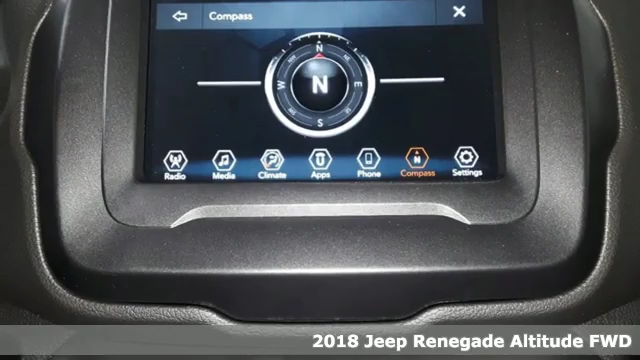 Compass
N
W N E
S
Radio Media Climate Apps Phone Compass Settings
2018 Jeep Renegade Altitude FWD